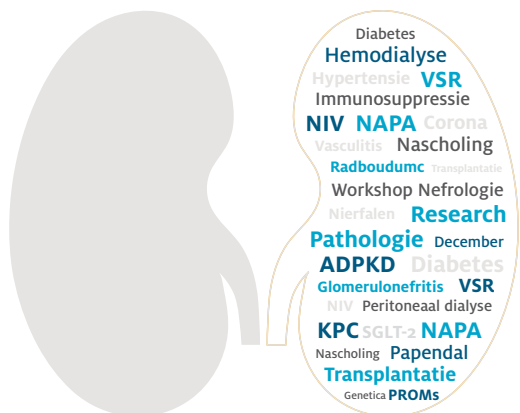 Diabetes
Hemodialyse
Hypertensie VSR
Immunosuppressie
NIV NAPA Corona
Vasculitis Nascholing
Radboudumc Transplantatie
Workshop Nefrologie
Nierfalen Research
Pathologie December
ADPKD Diabetes
Glomerulonefritis VSR
NIV Peritoneaal dialyse
KPC SGLT-2 NAPA
Nascholing Papendal
Transplantatie
Genetica PROMs